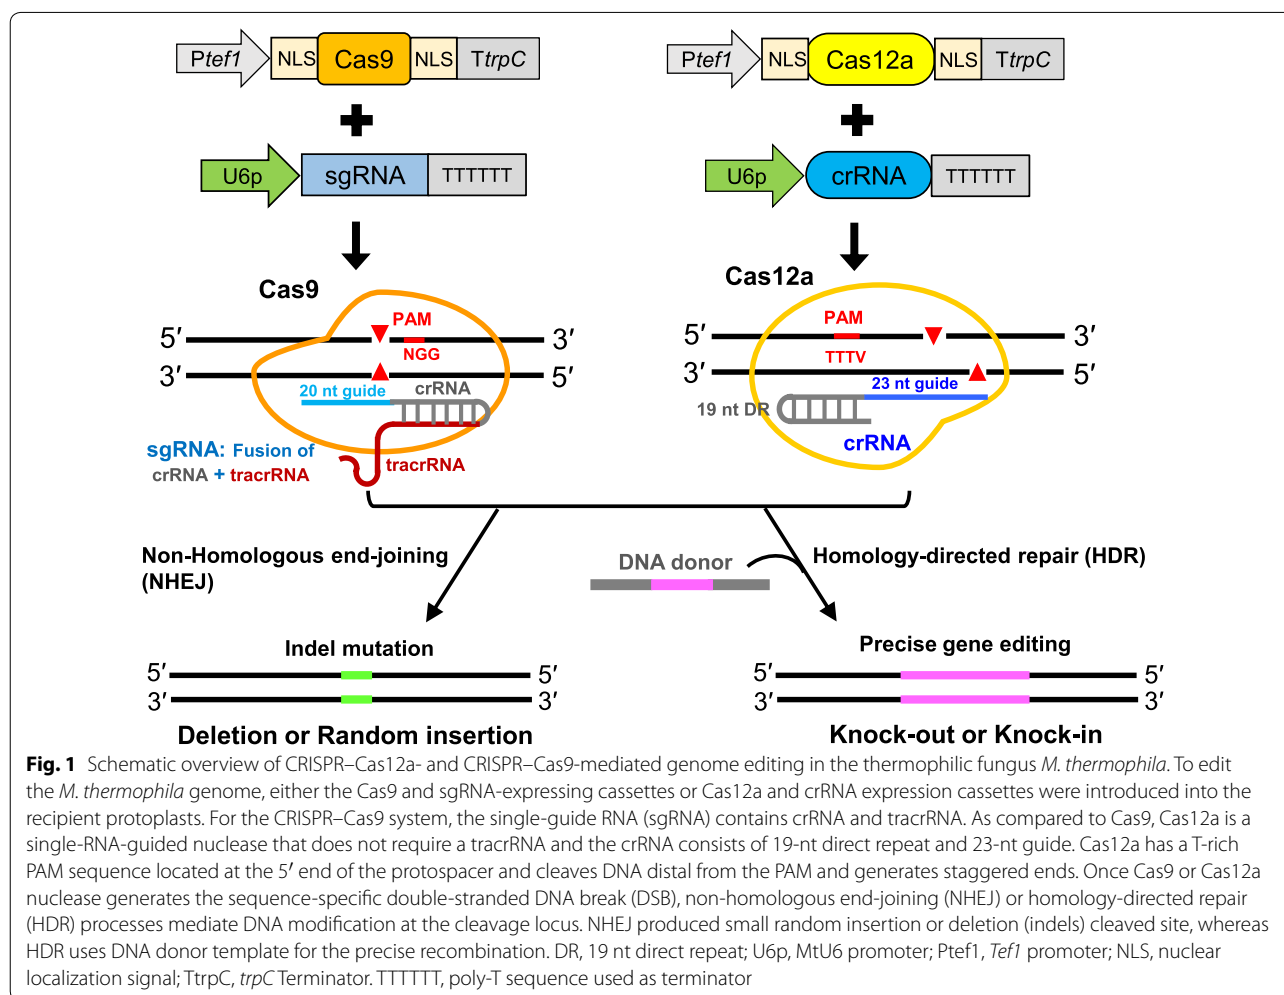 Ptef1 NLS Cas9 NLS TtrpC
Ptef1 NLS Cas12a NLS TtrpC
U6p sgRNA TTTTTT
U6p crRNA TTTTTT
Cas9
5′ PAM 3′
NGG
3′ 5′
20 nt guide crRNA
sgRNA: Fusion of
crRNA + tracrRNA
tracrRNA
Cas12a
5′ PAM 3′
TTTV
3′ 5′
23 nt guide
19 nt DR
crRNA
Non-Homologous end-joining
(NHEJ)
DNA donor
Homology-directed repair (HDR)
Indel mutation
5′ 5′
3′ 3′
Deletion or Random insertion
Precise gene editing
5′ 5′
3′ 3′
Knock-out or Knock-in
Fig. 1 Schematic overview of CRISPR–Cas12a- and CRISPR–Cas9-mediated genome editing in the thermophilic fungus M. thermophila. To edit
the M. thermophila genome, either the Cas9 and sgRNA-expressing cassettes or Cas12a and crRNA expression cassettes were introduced into the
recipient protoplasts. For the CRISPR–Cas9 system, the single-guide RNA (sgRNA) contains crRNA and tracrRNA. As compared to Cas9, Cas12a is a
single-RNA-guided nuclease that does not require a tracrRNA and the crRNA consists of 19-nt direct repeat and 23-nt guide. Cas12a has a T-rich
PAM sequence located at the 5′ end of the protospacer and cleaves DNA distal from the PAM and generates staggered ends. Once Cas9 or Cas12a
nuclease generates the sequence-specific double-stranded DNA break (DSB), non-homologous end-joining (NHEJ) or homology-directed repair
(HDR) processes mediate DNA modification at the cleavage locus. NHEJ produced small random insertion or deletion (indels) cleaved site, whereas
HDR uses DNA donor template for the precise recombination. DR, 19 nt direct repeat; U6p, MtU6 promoter; Ptef1, Tef1 promoter; NLS, nuclear
localization signal; TtrpC, trpC Terminator. TTTTTT, poly-T sequence used as terminator